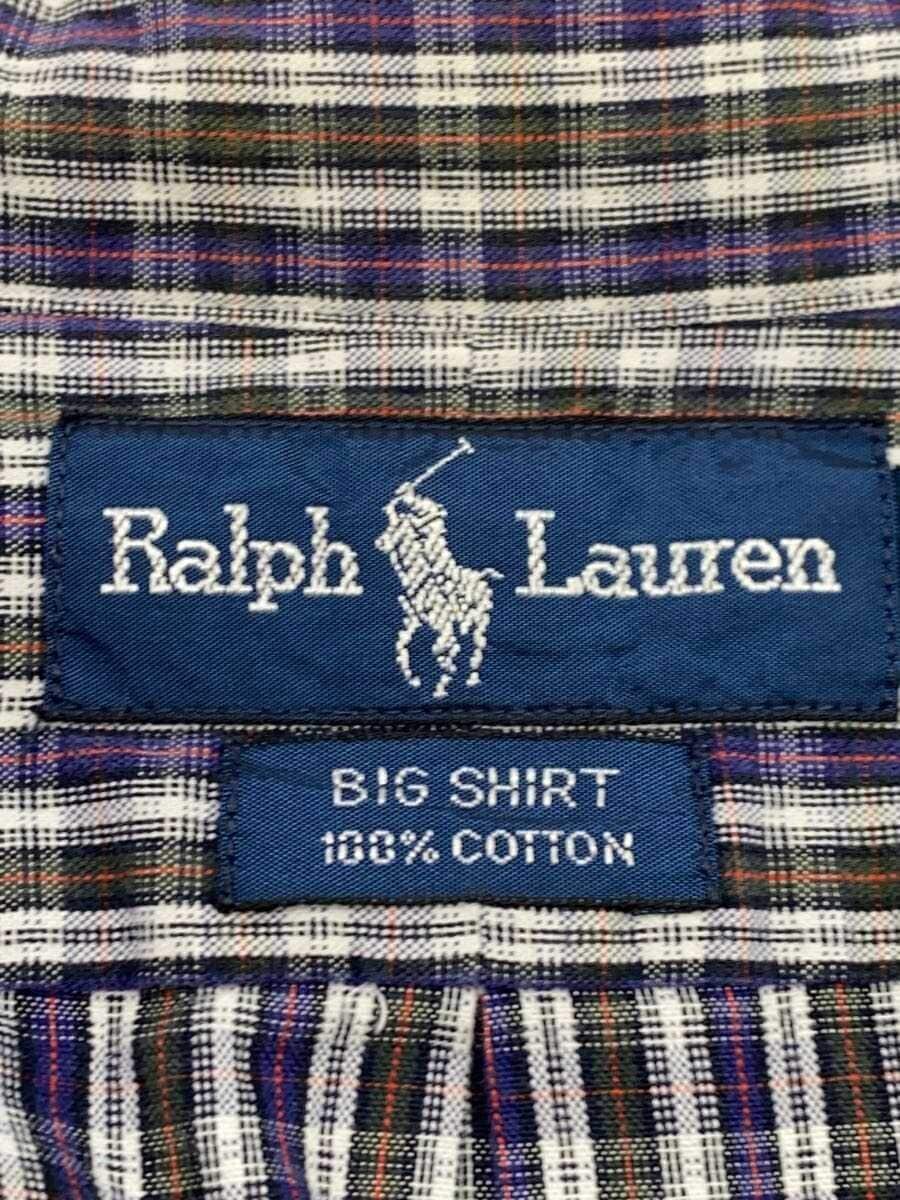 Ralph Lauren
BIG SHIRT
100% COTTON